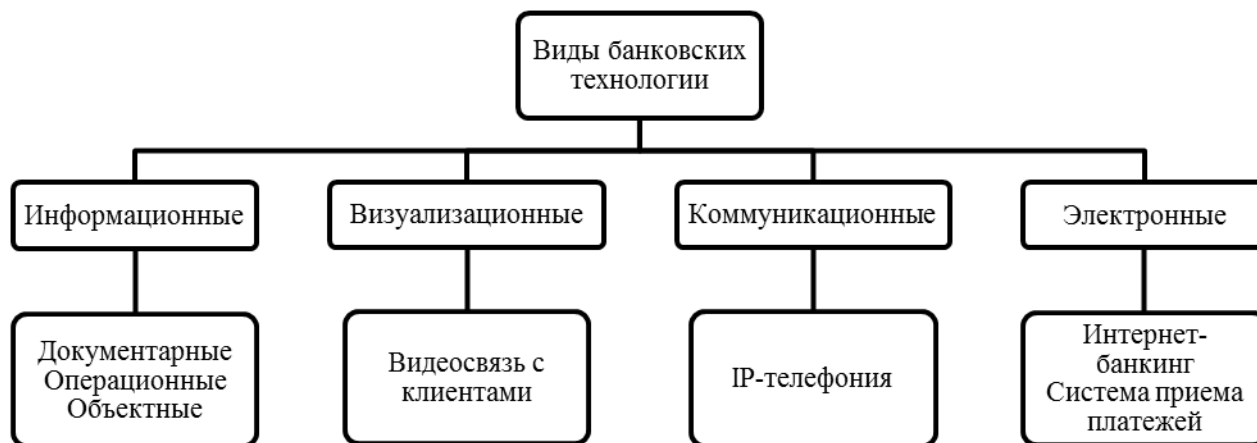 Виды банковских
технологии
Информационные
Визуализационные
Коммуникационные
Электронные
Документарные
Операционные
Объектные
Видеосвязь с
клиентами
IP-телефония
Интернет-
банкинг
Система приема
платежей